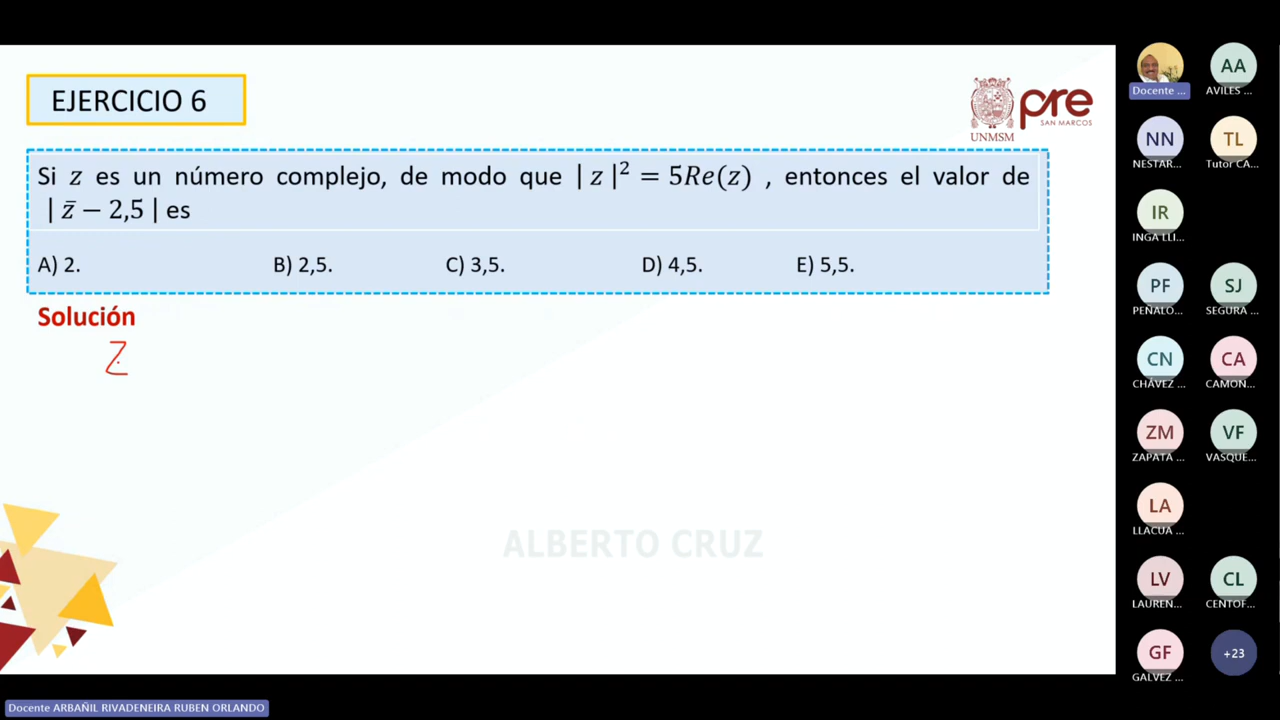 EJERCICIO 6
UNMSM
pre
SAN MARCOS
Si z es un número complejo, de modo que | z |² = 5Re(z) , entonces el valor de
| z̄ − 2,5 | es
A) 2. B) 2,5. C) 3,5. D) 4,5. E) 5,5.
Solución
Z
ALBERTO CRUZ
Docente ...
AA
AVILES ...
NN
NESTAR...
TL
Tutor CA...
IR
INGA LLI...
PF
PEÑALO...
SJ
SEGURA ...
CN
CHÁVEZ ...
CA
CAMON...
ZM
ZAPATA ...
VF
VASQUE...
LA
LLACUA ...
LV
LAUREN...
CL
CENTOF...
GF
GALVEZ ...
+23
Docente ARBAÑIL RIVADENEIRA RUBEN ORLANDO